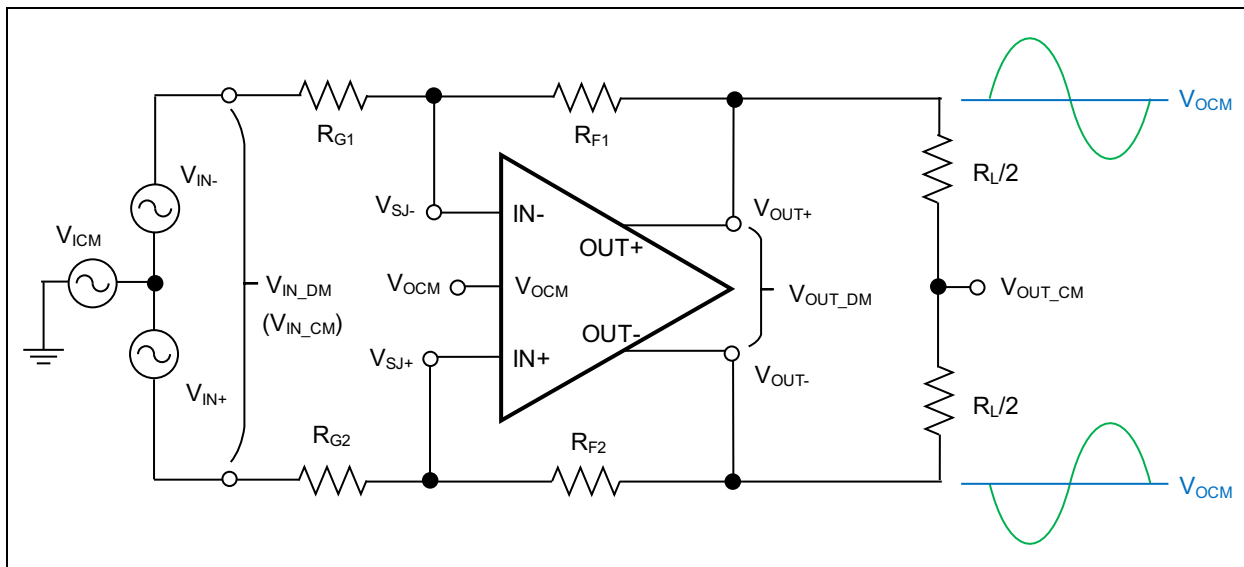 V_OCM
R_G1
R_F1
V_IN-
R_L/2
V_SJ-
IN-
V_OUT+
V_ICM
OUT+
V_IN_DM
(V_IN_CM)
V_OCM
V_OCM
V_OUT_DM
V_OUT_CM
OUT-
V_SJ+
IN+
V_OUT-
V_IN+
R_L/2
R_G2
R_F2
V_OCM